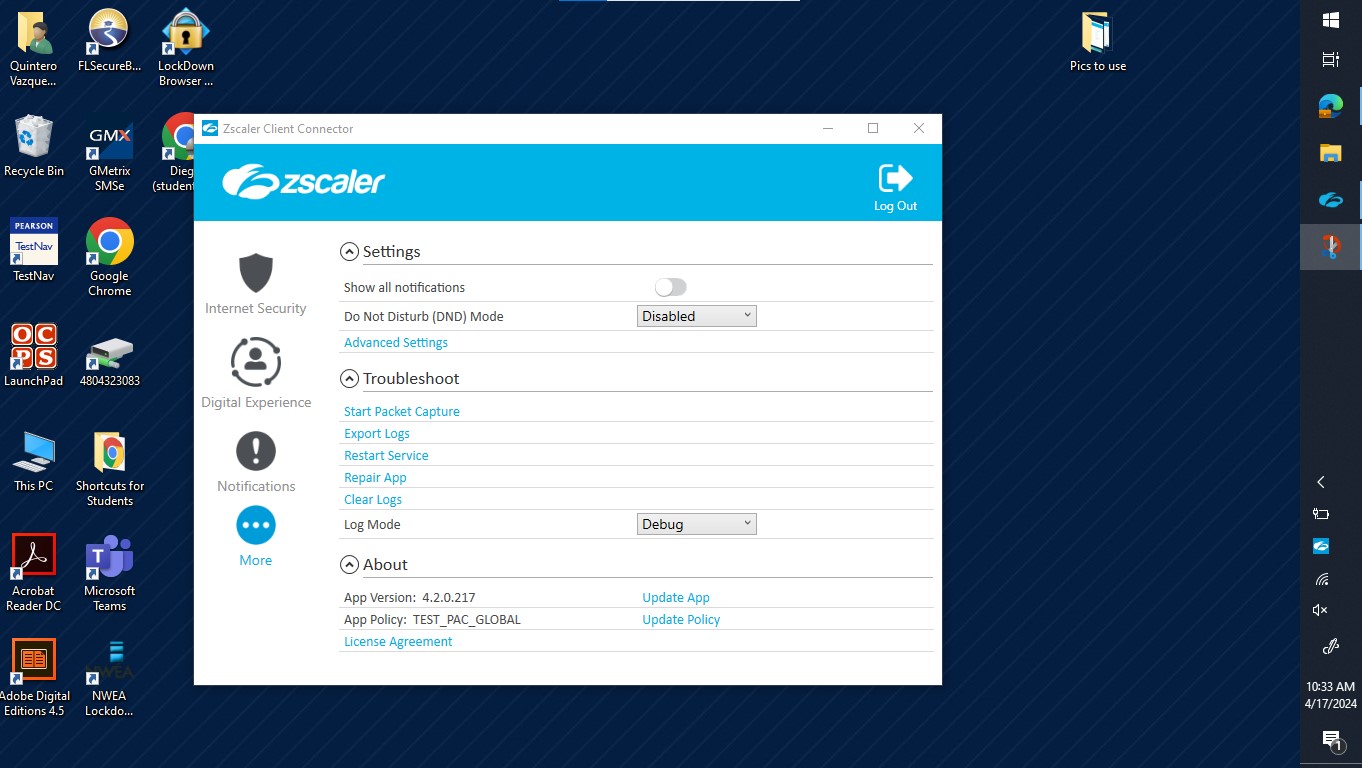 Quintero
Vazque...
FLSecureB...
LockDown
Browser ...
Pics to use
Recycle Bin
GMX
GMetrix
SMSe
Dieg
(student
PEARSON
TestNav
TestNav
Google
Chrome
OC
PS
LaunchPad
4804323083
This PC
Shortcuts for
Students
Acrobat
Reader DC
T
Microsoft
Teams
Adobe Digital
Editions 4.5
NWEA
NWEA
Lockdo...
Zscaler Client Connector
zscaler
Log Out
Internet Security
Digital Experience
Notifications
More
Settings
Show all notifications
Do Not Disturb (DND) Mode Disabled
Advanced Settings
Troubleshoot
Start Packet Capture
Export Logs
Restart Service
Repair App
Clear Logs
Log Mode Debug
About
App Version: 4.2.0.217 Update App
App Policy: TEST_PAC_GLOBAL Update Policy
License Agreement
10:33 AM
4/17/2024
1